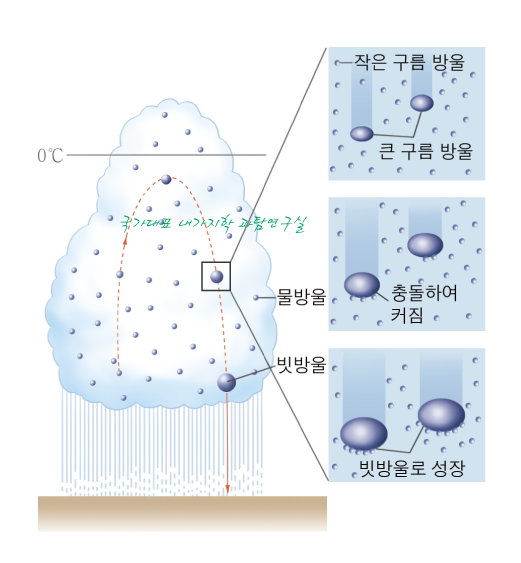 작은 구름 방울
0℃
큰 구름 방울
국가대표 내가지학 과탐연구실
물방울
충돌하여
커짐
빗방울
빗방울로 성장